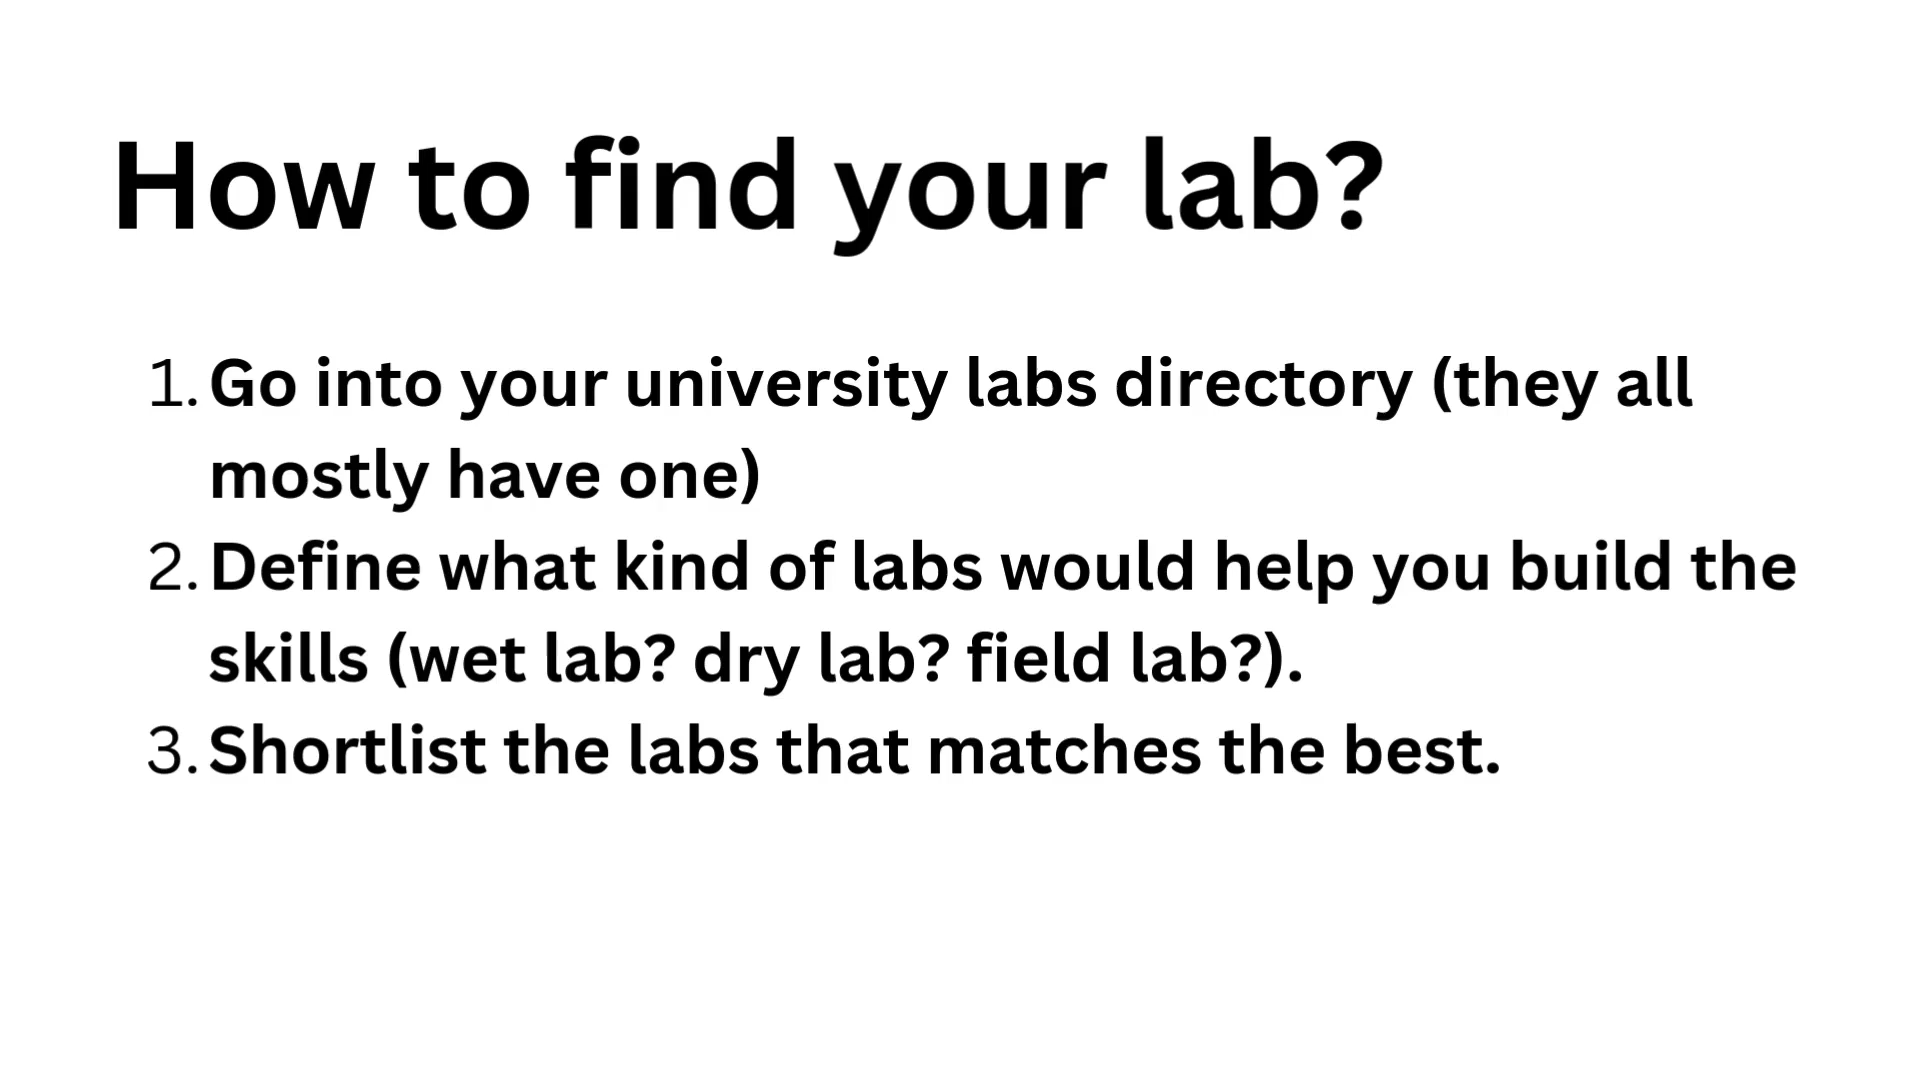 How to find your lab?
1. Go into your university labs directory (they all
mostly have one)
2. Define what kind of labs would help you build the
skills (wet lab? dry lab? field lab?).
3. Shortlist the labs that matches the best.